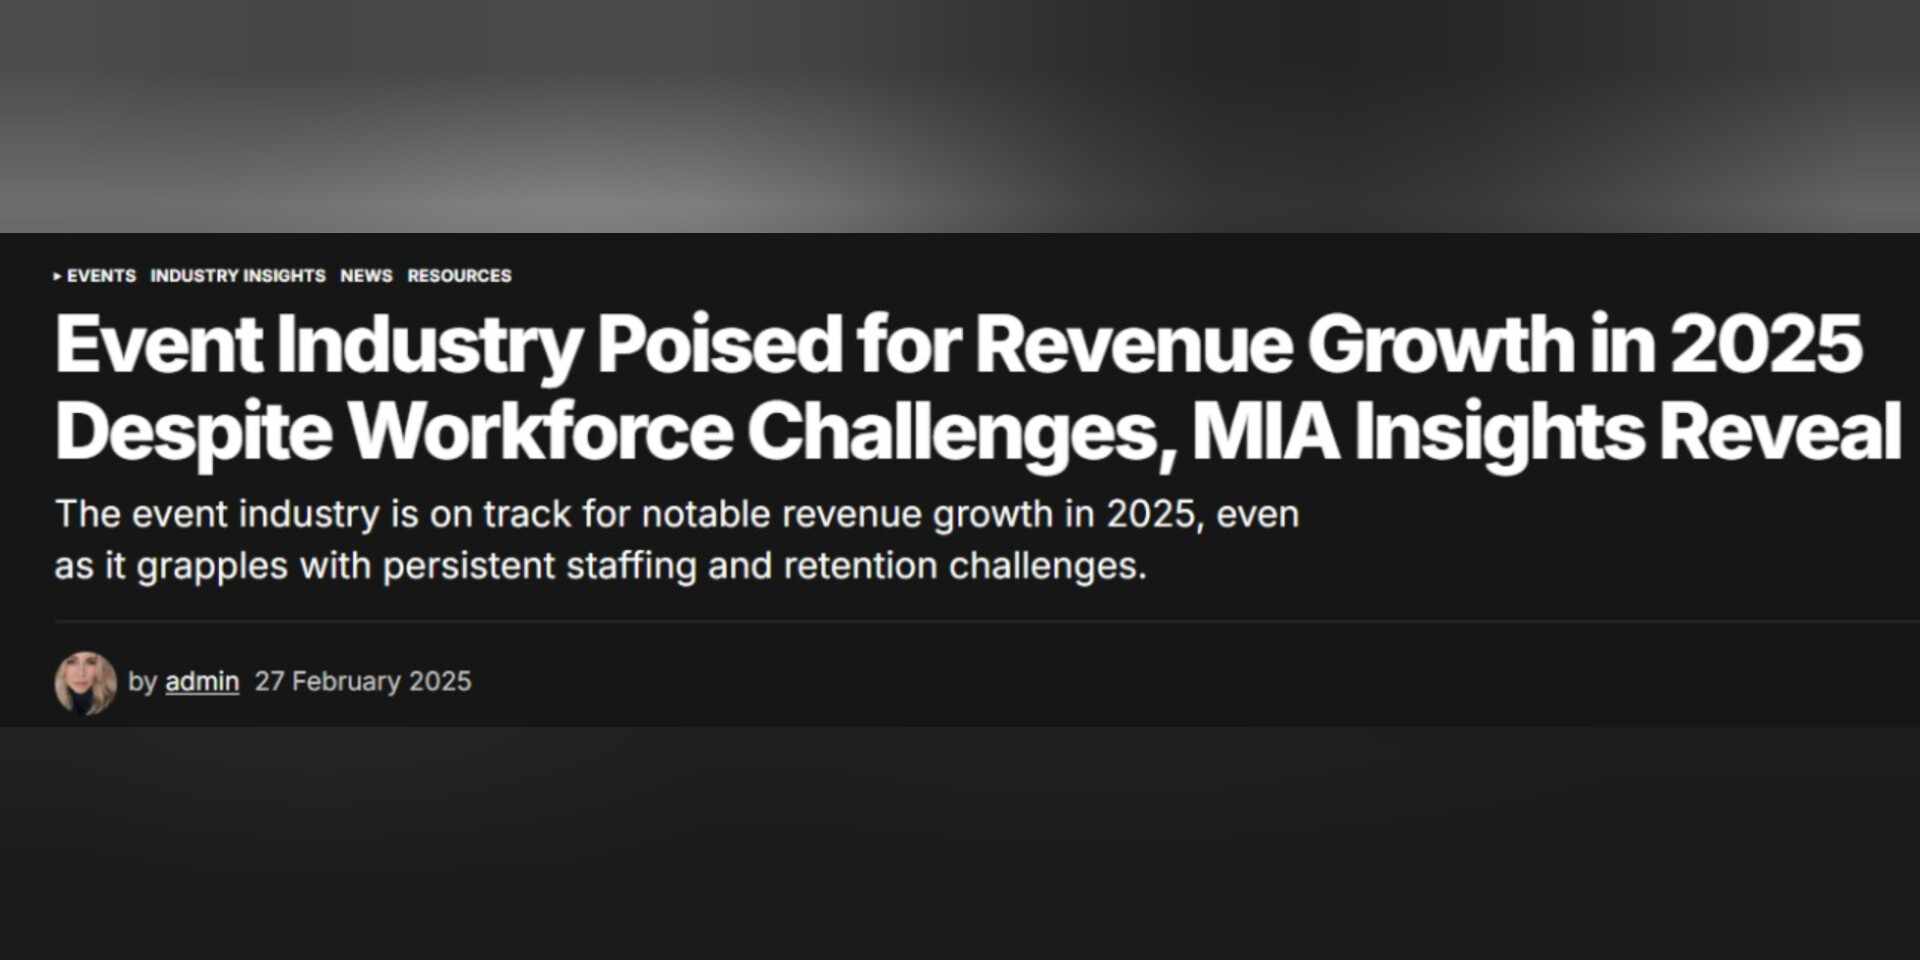 ▸ EVENTS INDUSTRY INSIGHTS NEWS RESOURCES
Event Industry Poised for Revenue Growth in 2025
Despite Workforce Challenges, MIA Insights Reveal
The event industry is on track for notable revenue growth in 2025, even
as it grapples with persistent staffing and retention challenges.
by admin 27 February 2025